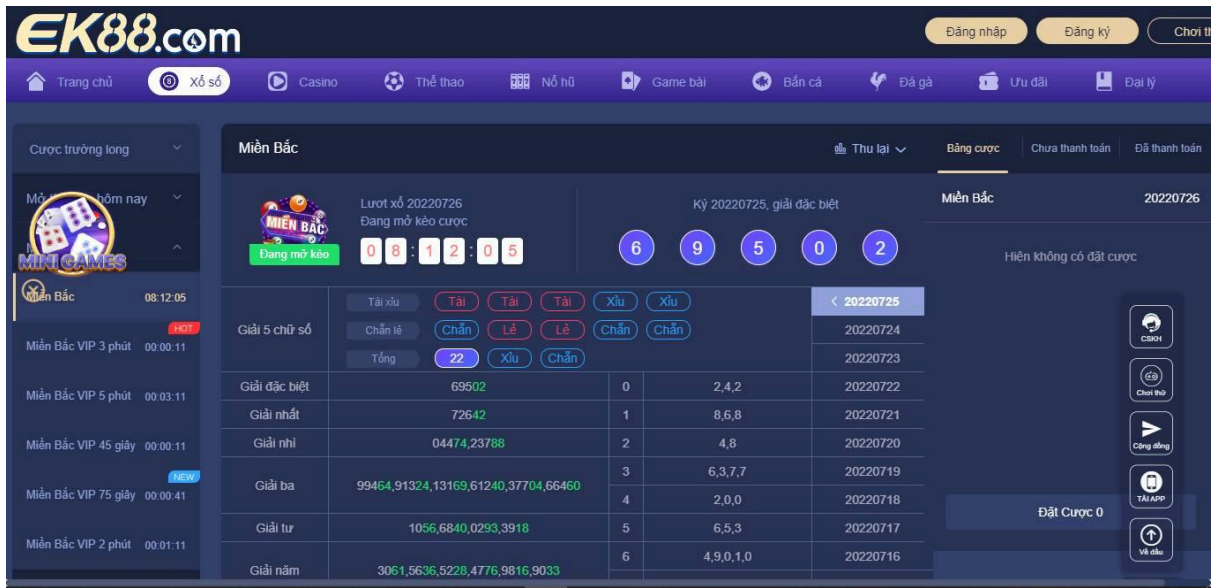 EK88.com
Đăng nhập
Đăng ký
Chơi
Trang chủ
Xổ số
Casino
Thể thao
Nổ hũ
Game bài
Bắn cá
Đá gà
Ưu đãi
Đại lý
Cược trường long
hôm nay
MINI GAMES
Miền Bắc 08:12:05
HOT
Miền Bắc VIP 3 phút 00:00:11
Miền Bắc VIP 5 phút 00:03:11
Miền Bắc VIP 45 giây 00:00:11
NEW
Miền Bắc VIP 75 giây 00:00:41
Miền Bắc VIP 2 phút 00:01:11
Miền Bắc
Thu lại
MIỀN BẮC
Đang mở kèo
Lượt xổ 20220726
Đang mở kèo cược
08:12:05
Kỳ 20220725, giải đặc biệt
6 9 5 0 2
Giải 5 chữ số
Tài xỉu Tài Tài Tài Xỉu Xỉu
Chẵn lẻ Chẵn Lẻ Lẻ Chẵn Chẵn
Tổng 22 Xỉu Chẵn
Giải đặc biệt 69502 0 2,4,2
Giải nhất 72642 1 8,6,8
Giải nhì 04474,23788 2 4,8
Giải ba 99464,91324,13169,61240,37704,66460
3 6,3,7,7
4 2,0,0
Giải tư 1056,6840,0293,3918 5 6,5,3
Giải năm 3061,5636,5228,4776,9816,9033
6 4,9,0,1,0
20220725
20220724
20220723
20220722
20220721
20220720
20220719
20220718
20220717
20220716
Bảng cược
Chưa thanh toán
Đã thanh toán
Miền Bắc 20220726
Hiện không có đặt cược
Đặt Cược 0
CSKH
Chơi thử
Cộng đồng
TẢI APP
Về đầu